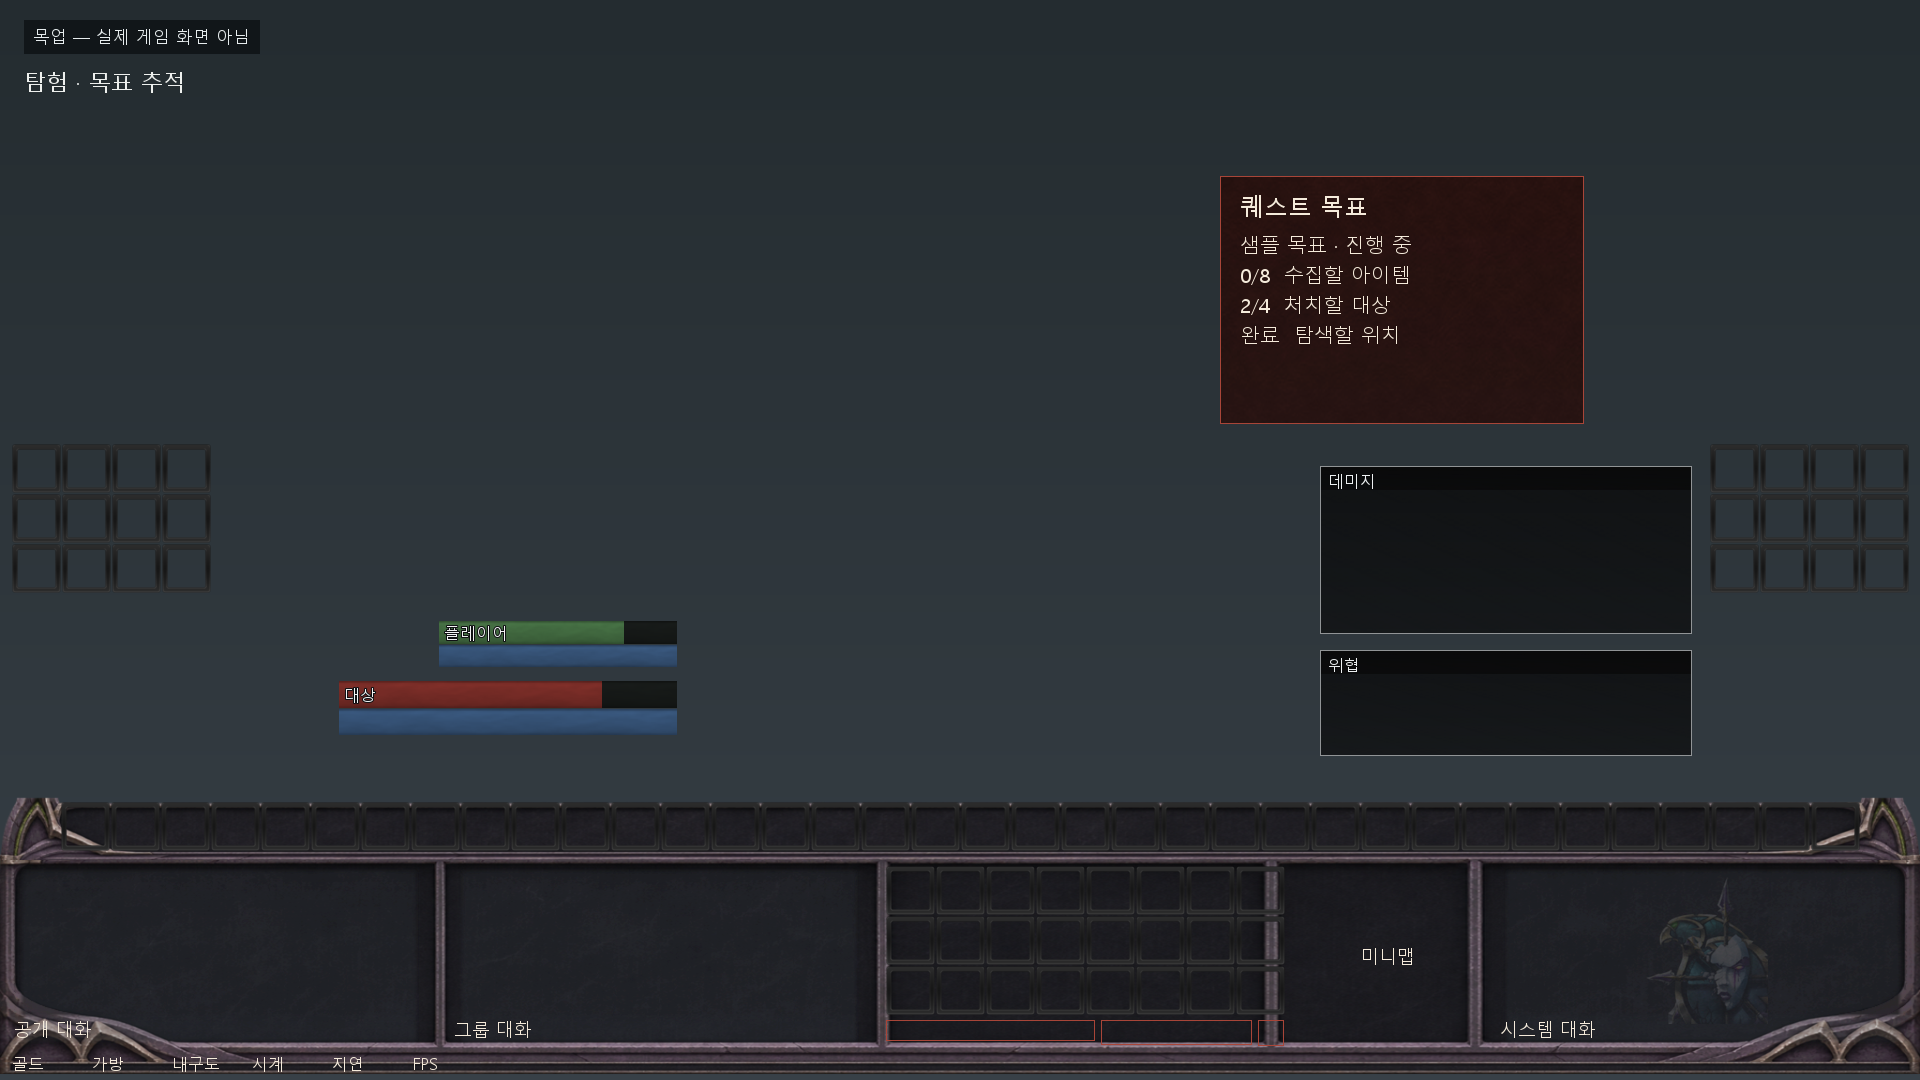 목업 — 실제 게임 화면 아님
탐험 · 목표 추적
퀘스트 목표
샘플 목표 · 진행 중
0/8 수집할 아이템
2/4 처치할 대상
완료 탐색할 위치
데미지
플레이어
위협
대상
미니맵
공개 대화
그룹 대화
시스템 대화
골드 가방 내구도 시계 지연 FPS